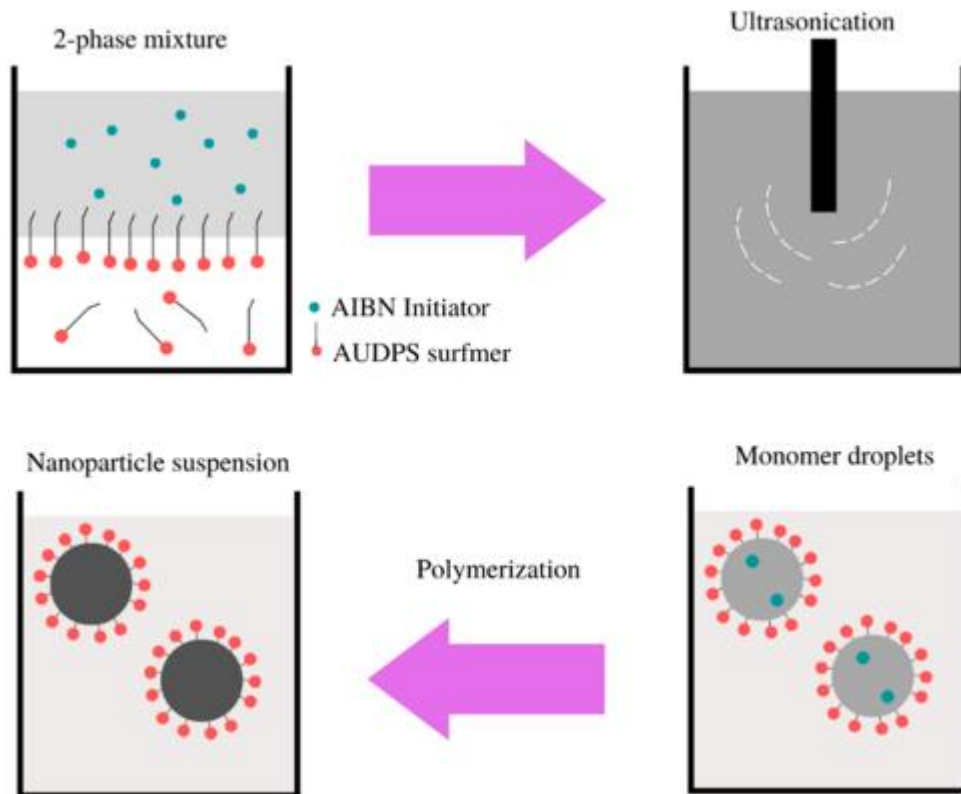 2-phase mixture
Ultrasonication
AIBN Initiator
AUDPS surfmer
Nanoparticle suspension
Monomer droplets
Polymerization